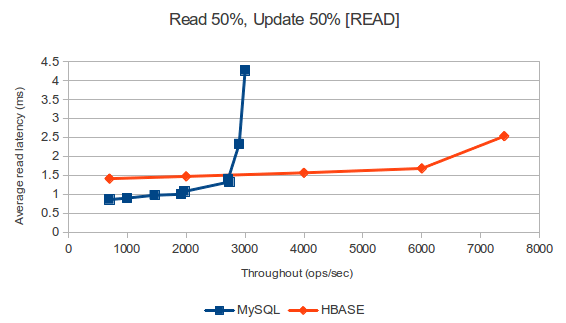 Read 50%, Update 50% [READ]
4.5
4
3.5
3
2.5
2
1.5
1
0.5
0
Average read latency (ms)
0 1000 2000 3000 4000 5000 6000 7000 8000
Throughout (ops/sec)
MySQL HBASE